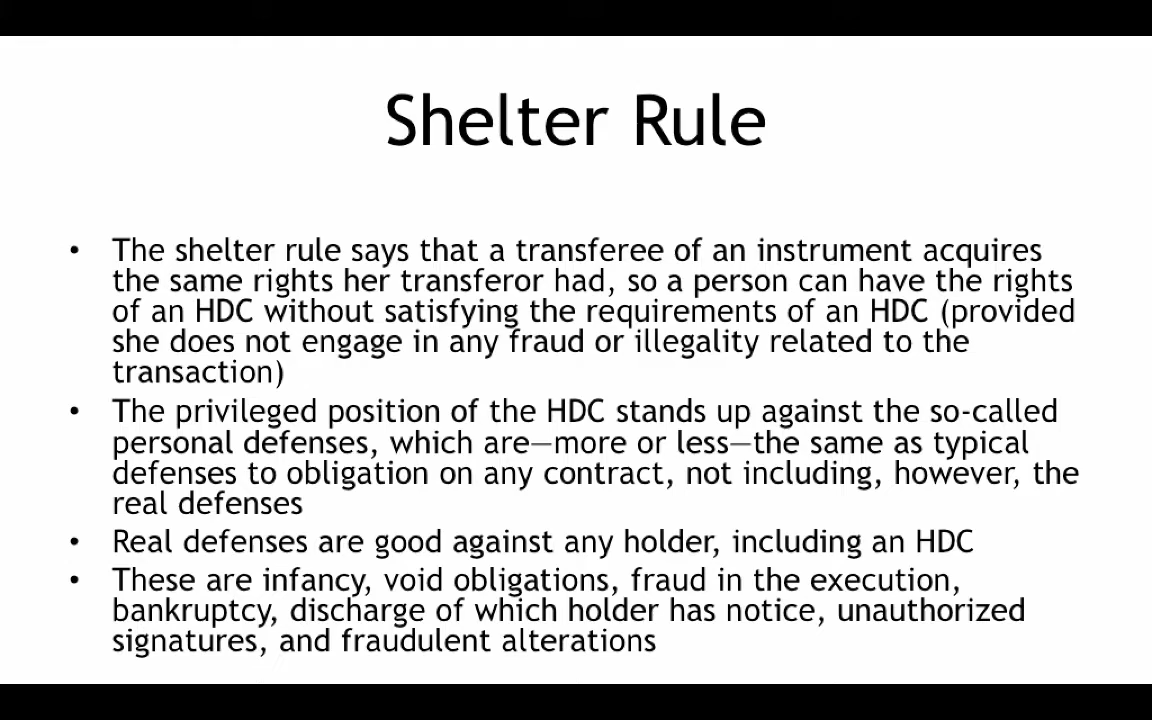 Shelter Rule
• The shelter rule says that a transferee of an instrument acquires
the same rights her transferor had, so a person can have the rights
of an HDC without satisfying the requirements of an HDC (provided
she does not engage in any fraud or illegality related to the
transaction)
• The privileged position of the HDC stands up against the so-called
personal defenses, which are—more or less—the same as typical
defenses to obligation on any contract, not including, however, the
real defenses
• Real defenses are good against any holder, including an HDC
• These are infancy, void obligations, fraud in the execution,
bankruptcy, discharge of which holder has notice, unauthorized
signatures, and fraudulent alterations